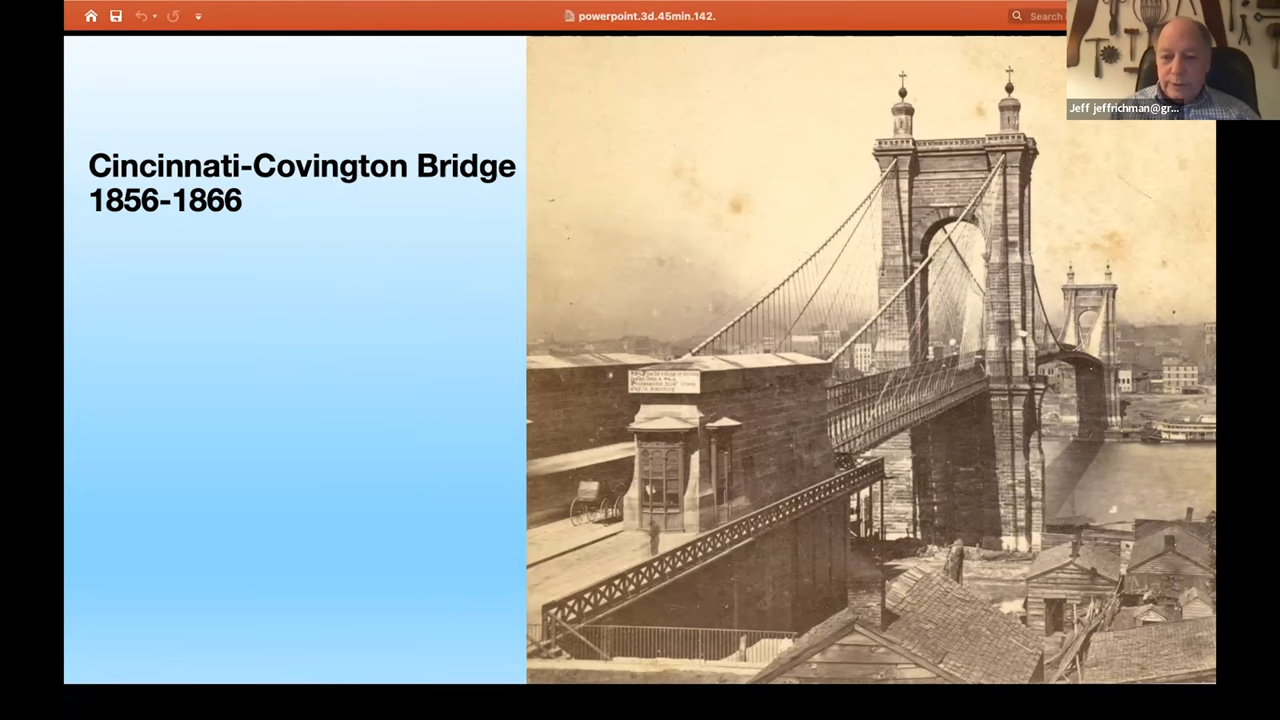 powerpoint.3d.45min.142.
Search
Jeff jeffrichman@gr...
Cincinnati-Covington Bridge
1856-1866